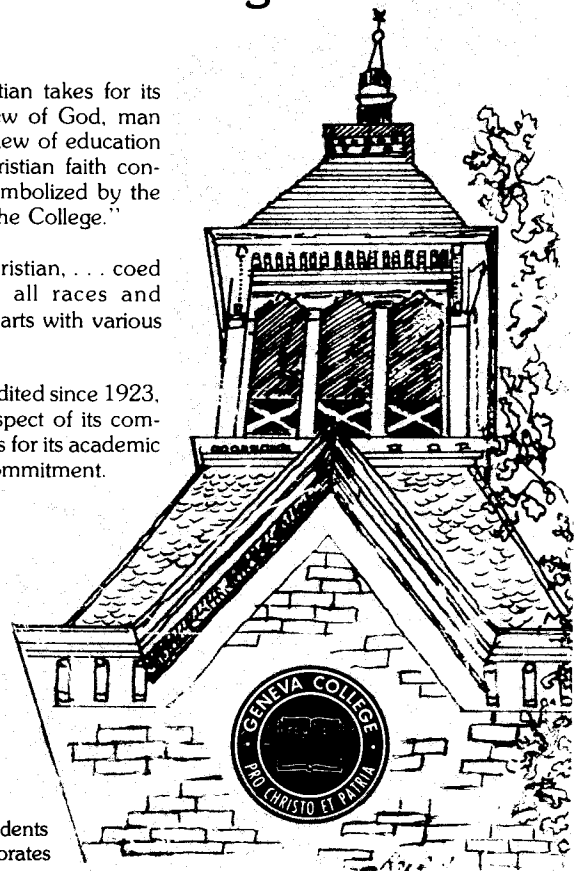 tian takes for its
w of God, man
iew of education
ristian faith con-
mbolized by the
he College."
ristian, . . . coed
all races and
arts with various
dited since 1923,
spect of its com-
s for its academic
ommitment.
GENEVA COLLEGE
PRO CHRISTO ET PATRIA
dents
orates